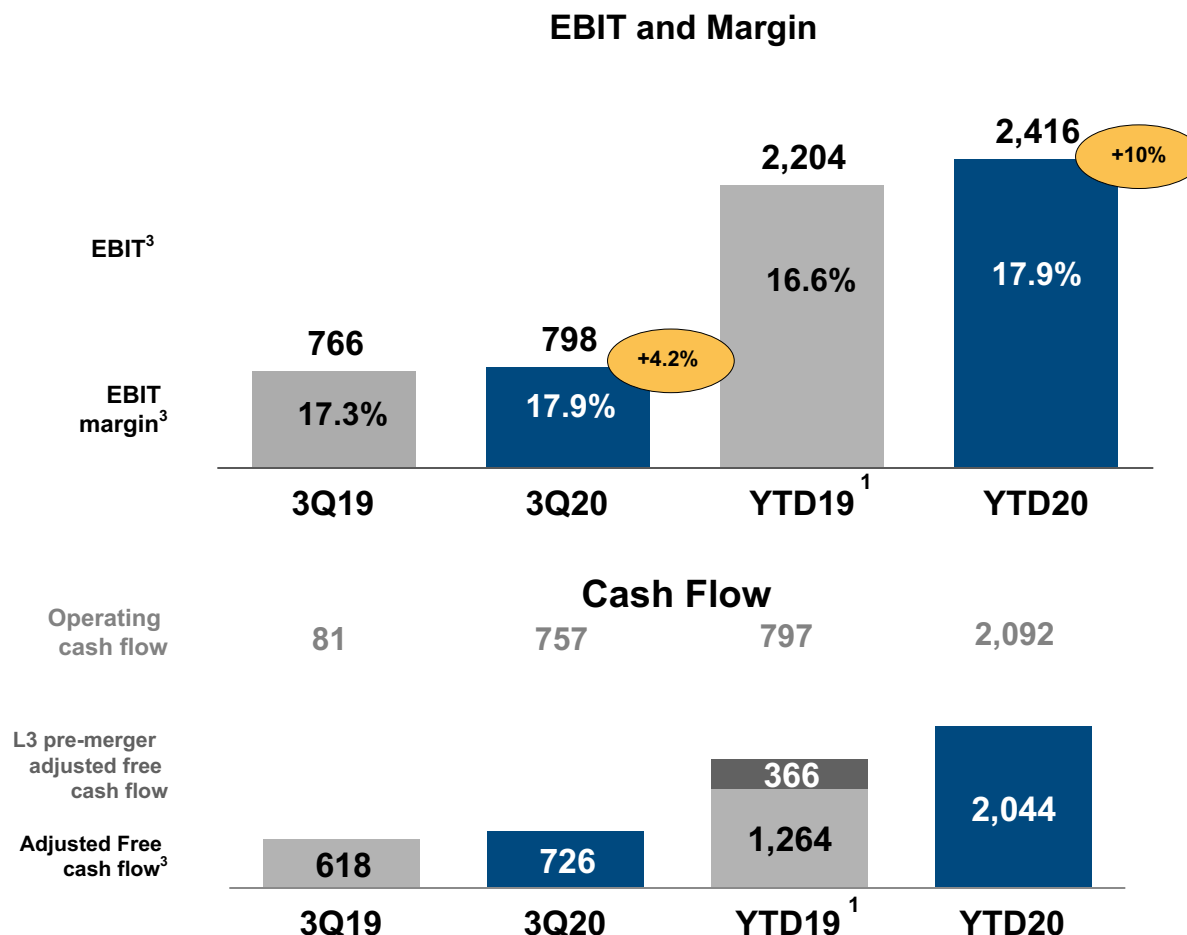 EBIT and Margin
2,416
+10%
2,204
EBIT3
16.6%
17.9%
766
798
+4.2%
EBIT
margin3
17.3%
17.9%
3Q19
3Q20
YTD19 1
YTD20
Cash Flow
Operating
cash flow
81
757
797
2,092
L3 pre-merger
adjusted free
cash flow
366
2,044
Adjusted Free
cash flow3
618
726
1,264
3Q19
3Q20
YTD19 1
YTD20